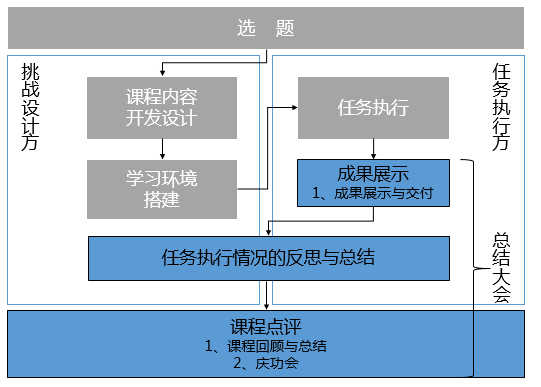 选 题
挑战设计方
任务执行方
课程内容
开发设计
任务执行
学习环境
搭建
成果展示
1、成果展示与交付
任务执行情况的反思与总结
总结大会
课程点评
1、课程回顾与总结
2、庆功会